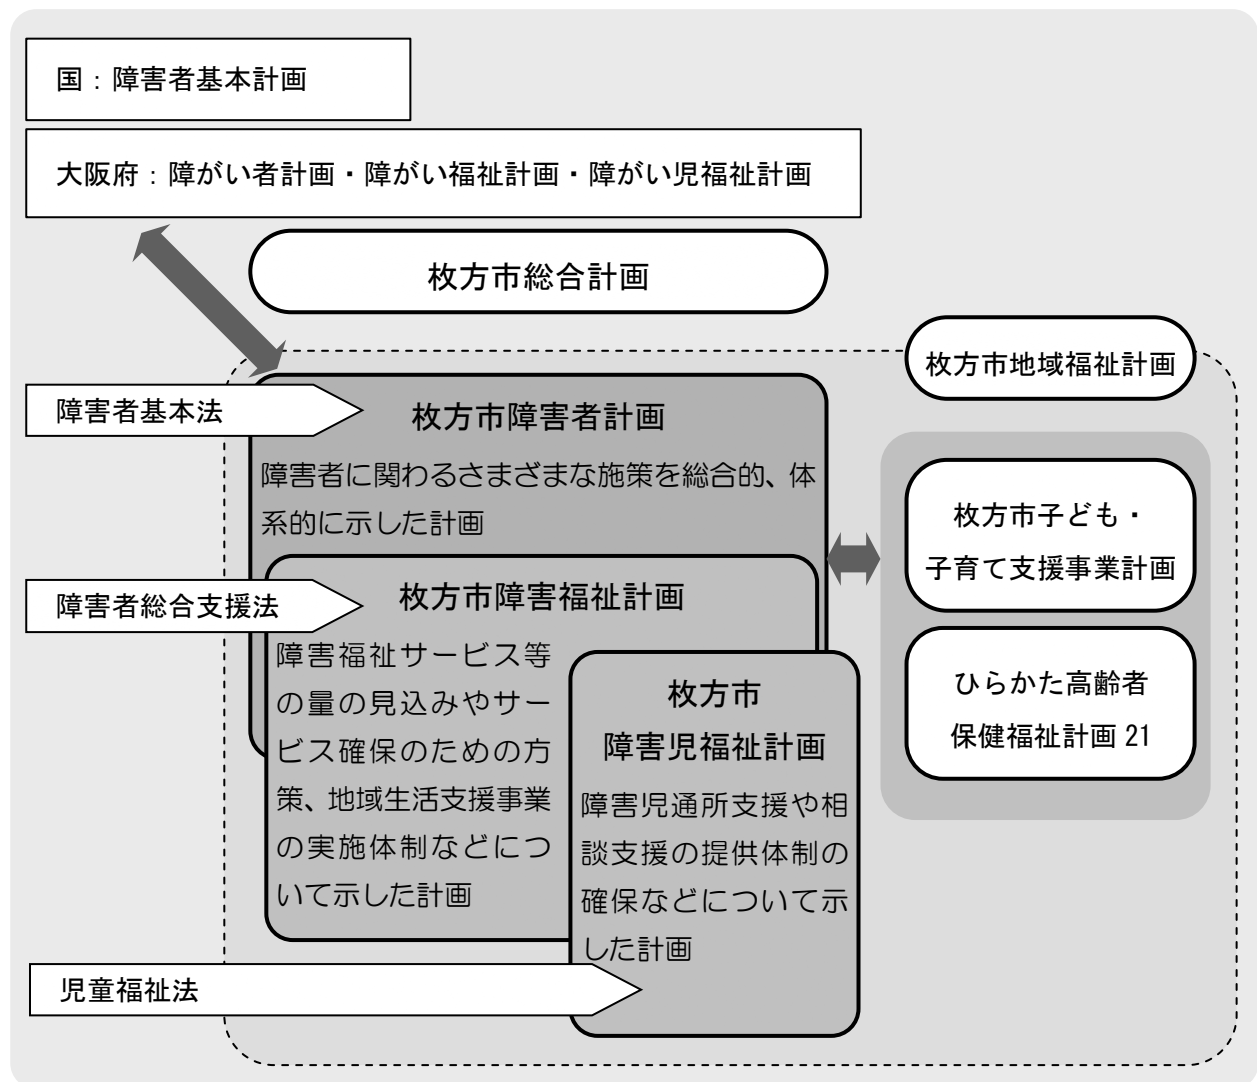 国：障害者基本計画
大阪府：障がい者計画・障がい福祉計画・障がい児福祉計画
枚方市総合計画
枚方市地域福祉計画
障害者基本法
枚方市障害者計画
障害者に関わるさまざまな施策を総合的、体
系的に示した計画
枚方市子ども・
子育て支援事業計画
障害者総合支援法
枚方市障害福祉計画
障害福祉サービス等
の量の見込みやサー
ビス確保のための方
策、地域生活支援事業
の実施体制などにつ
いて示した計画
枚方市
障害児福祉計画
障害児通所支援や相
談支援の提供体制の
確保などについて示
した計画
ひらかた高齢者
保健福祉計画 21
児童福祉法